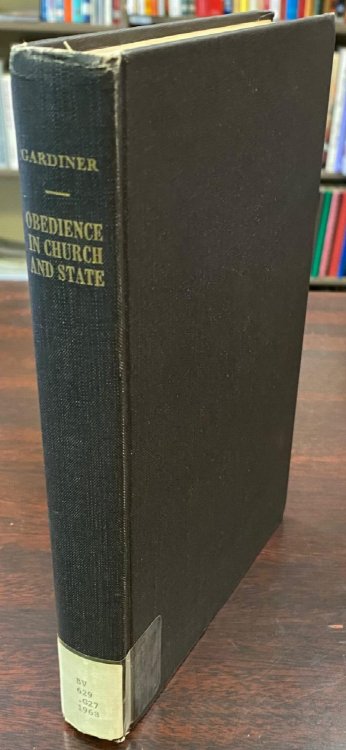 GARDINER
OBEDIENCE
IN CHURCH
AND STATE
BV
629
.G27
1968